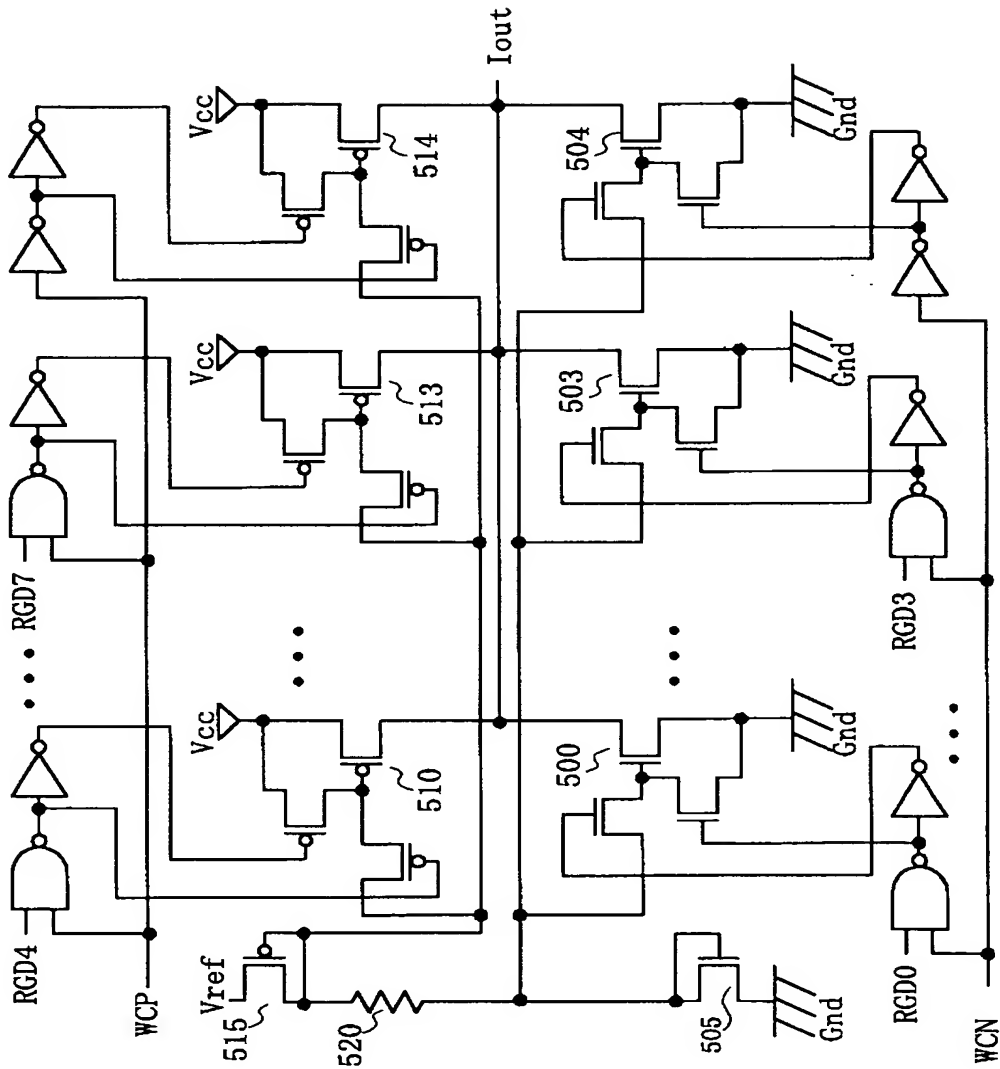 RGD4
RGD7
WCP
Vref
Vcc
Vcc
Vcc
515
510
513
514
520
Iout
500
503
504
505
Gnd
Gnd
Gnd
Gnd
RGD0
RGD3
WCN